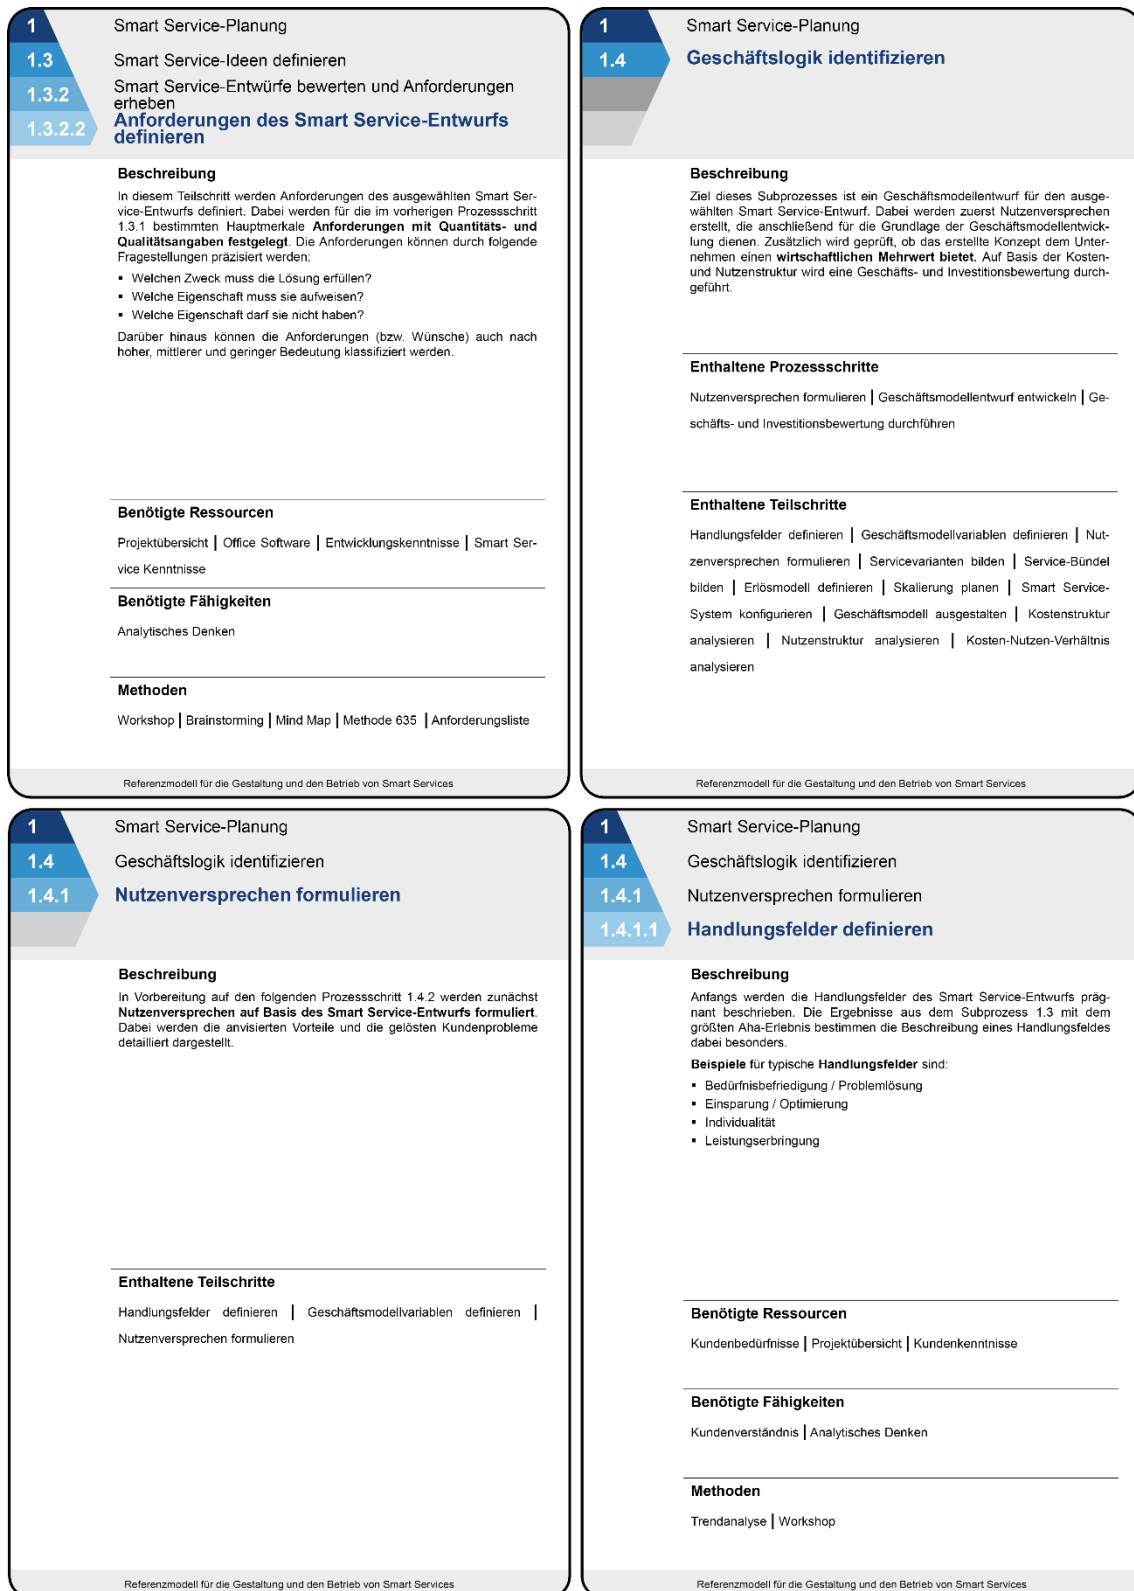 1
Smart Service-Planung
1.3
Smart Service-Ideen definieren
1.3.2
Smart Service-Entwürfe bewerten und Anforderungen
erheben
1.3.2.2
Anforderungen des Smart Service-Entwurfs
definieren
Beschreibung
In diesem Teilschritt werden Anforderungen des ausgewählten Smart Ser-
vice-Entwurfs definiert. Dabei werden für die im vorherigen Prozessschritt
1.3.1 bestimmten Hauptmerkale Anforderungen mit Quantitäts- und
Qualitätsangaben festgelegt. Die Anforderungen können durch folgende
Fragestellungen präzisiert werden:
▪ Welchen Zweck muss die Lösung erfüllen?
▪ Welche Eigenschaft muss sie aufweisen?
▪ Welche Eigenschaft darf sie nicht haben?
Darüber hinaus können die Anforderungen (bzw. Wünsche) auch nach
hoher, mittlerer und geringer Bedeutung klassifiziert werden.
Benötigte Ressourcen
Projektübersicht | Office Software | Entwicklungskenntnisse | Smart Ser-
vice Kenntnisse
Benötigte Fähigkeiten
Analytisches Denken
Methoden
Workshop | Brainstorming | Mind Map | Methode 635 | Anforderungsliste
Referenzmodell für die Gestaltung und den Betrieb von Smart Services
1
Smart Service-Planung
1.4
Geschäftslogik identifizieren
Beschreibung
Ziel dieses Subprozesses ist ein Geschäftsmodellentwurf für den ausge-
wählten Smart Service-Entwurf. Dabei werden zuerst Nutzenversprechen
erstellt, die anschließend für die Grundlage der Geschäftsmodellentwick-
lung dienen. Zusätzlich wird geprüft, ob das erstellte Konzept dem Unter-
nehmen einen wirtschaftlichen Mehrwert bietet. Auf Basis der Kosten-
und Nutzenstruktur wird eine Geschäfts- und Investitionsbewertung durch-
geführt.
Enthaltene Prozessschritte
Nutzenversprechen formulieren | Geschäftsmodellentwurf entwickeln | Ge-
schäfts- und Investitionsbewertung durchführen
Enthaltene Teilschritte
Handlungsfelder definieren | Geschäftsmodellvariablen definieren | Nut-
zenversprechen formulieren | Servicevarianten bilden | Service-Bündel
bilden | Erlösmodell definieren | Skalierung planen | Smart Service-
System konfigurieren | Geschäftsmodell ausgestalten | Kostenstruktur
analysieren | Nutzenstruktur analysieren | Kosten-Nutzen-Verhältnis
analysieren
Referenzmodell für die Gestaltung und den Betrieb von Smart Services
1
Smart Service-Planung
1.4
Geschäftslogik identifizieren
1.4.1
Nutzenversprechen formulieren
Beschreibung
In Vorbereitung auf den folgenden Prozessschritt 1.4.2 werden zunächst
Nutzenversprechen auf Basis des Smart Service-Entwurfs formuliert.
Dabei werden die anvisierten Vorteile und die gelösten Kundenprobleme
detailliert dargestellt.
Enthaltene Teilschritte
Handlungsfelder definieren | Geschäftsmodellvariablen definieren |
Nutzenversprechen formulieren
Referenzmodell für die Gestaltung und den Betrieb von Smart Services
1
Smart Service-Planung
1.4
Geschäftslogik identifizieren
1.4.1
Nutzenversprechen formulieren
1.4.1.1
Handlungsfelder definieren
Beschreibung
Anfangs werden die Handlungsfelder des Smart Service-Entwurfs präg-
nant beschrieben. Die Ergebnisse aus dem Subprozess 1.3 mit dem
größten Aha-Erlebnis bestimmen die Beschreibung eines Handlungsfeldes
dabei besonders.
Beispiele für typische Handlungsfelder sind:
▪ Bedürfnisbefriedigung / Problemlösung
▪ Einsparung / Optimierung
▪ Individualität
▪ Leistungserbringung
Benötigte Ressourcen
Kundenbedürfnisse | Projektübersicht | Kundenkenntnisse
Benötigte Fähigkeiten
Kundenverständnis | Analytisches Denken
Methoden
Trendanalyse | Workshop
Referenzmodell für die Gestaltung und den Betrieb von Smart Services